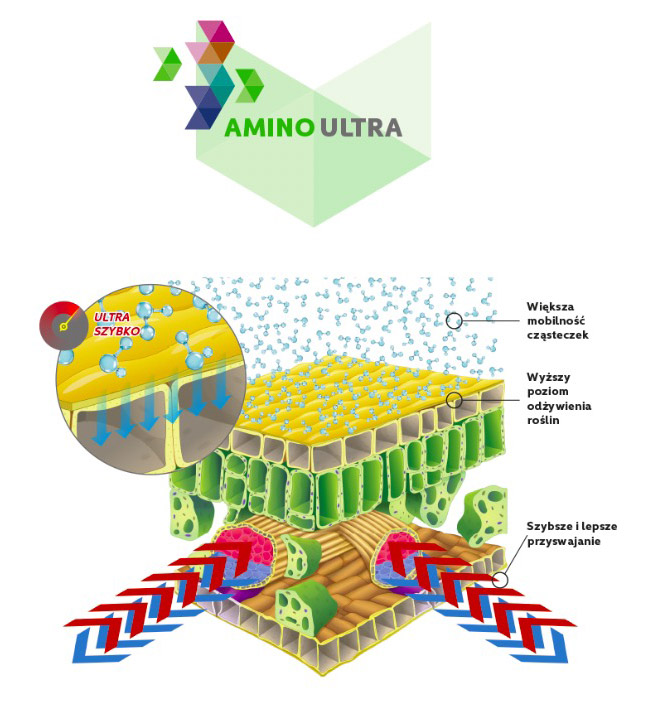 AMINO ULTRA
ULTRA
SZYBKO
Większa
mobilność
cząsteczek
Wyższy
poziom
odżywienia
roślin
Szybsze i lepsze
przyswajanie